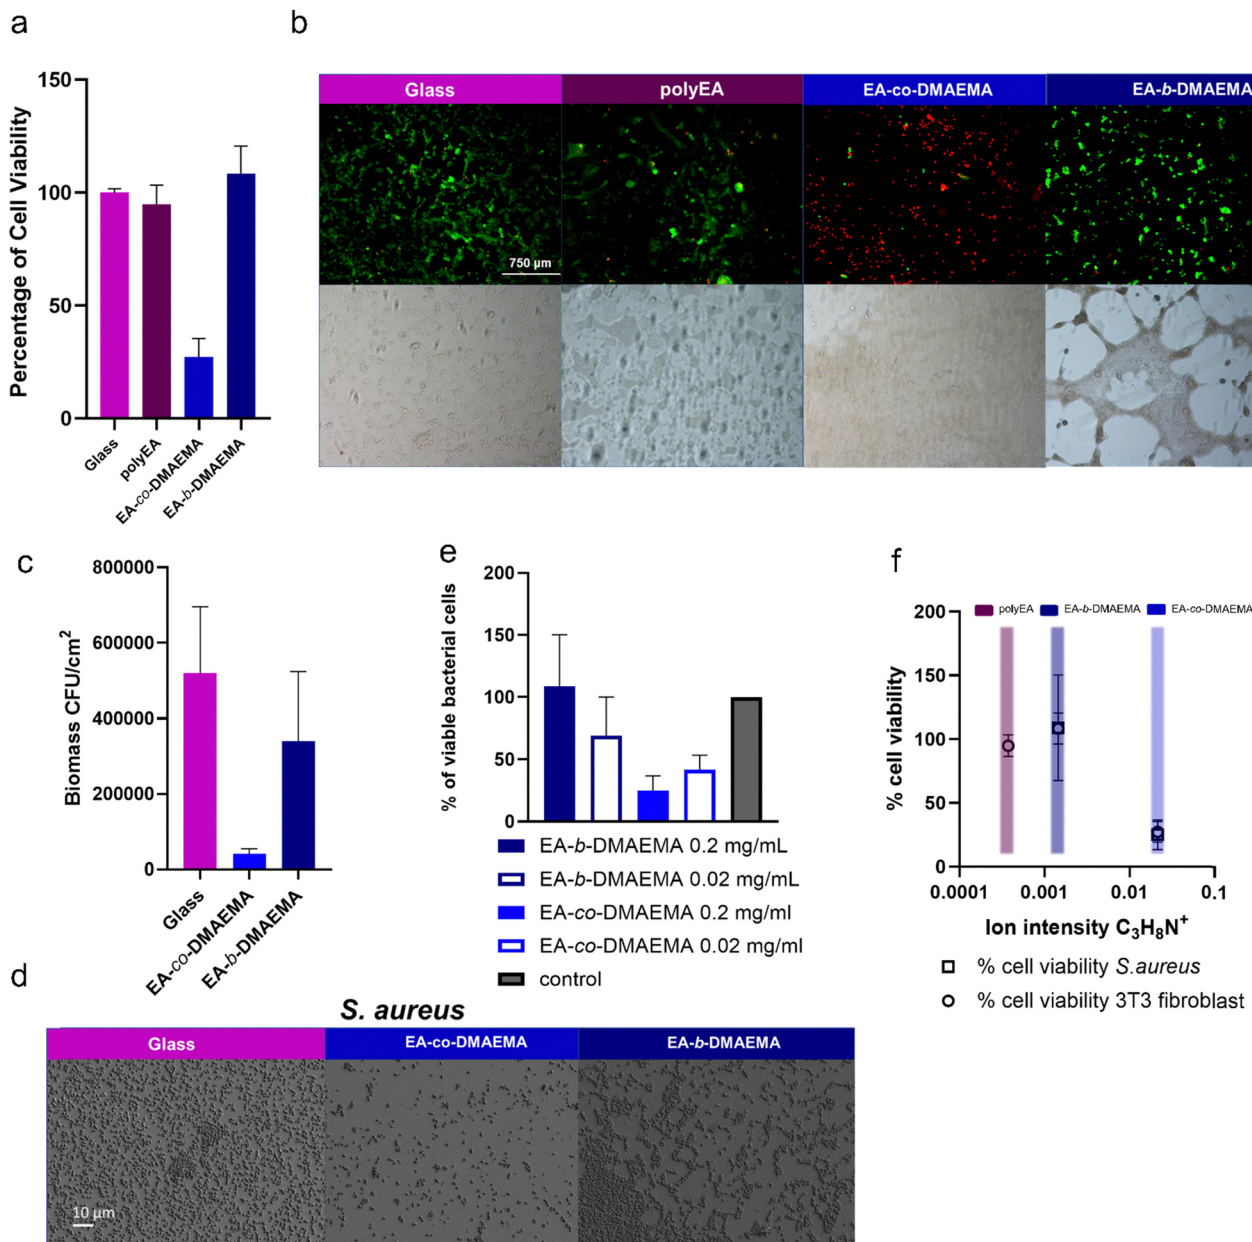 a
150
100
50
0
Percentage of Cell Viability
Glass
polyEA
EA-co-DMAEMA
EA-b-DMAEMA
b
Glass
polyEA
EA-co-DMAEMA
EA-b-DMAEMA
750 µm
c
800000
600000
400000
200000
0
Biomass CFU/cm²
Glass
EA-co-DMAEMA
EA-b-DMAEMA
e
200
150
100
50
0
% of viable bacterial cells
EA-b-DMAEMA 0.2 mg/mL
EA-b-DMAEMA 0.02 mg/mL
EA-co-DMAEMA 0.2 mg/ml
EA-co-DMAEMA 0.02 mg/ml
control
f
polyEA EA-b-DMAEMA EA-co-DMAEMA
200
150
100
50
0
% cell viability
0.0001 0.001 0.01 0.1
Ion intensity C₃H₈N⁺
% cell viability S.aureus
% cell viability 3T3 fibroblast
d
S. aureus
Glass
EA-co-DMAEMA
EA-b-DMAEMA
10 µm